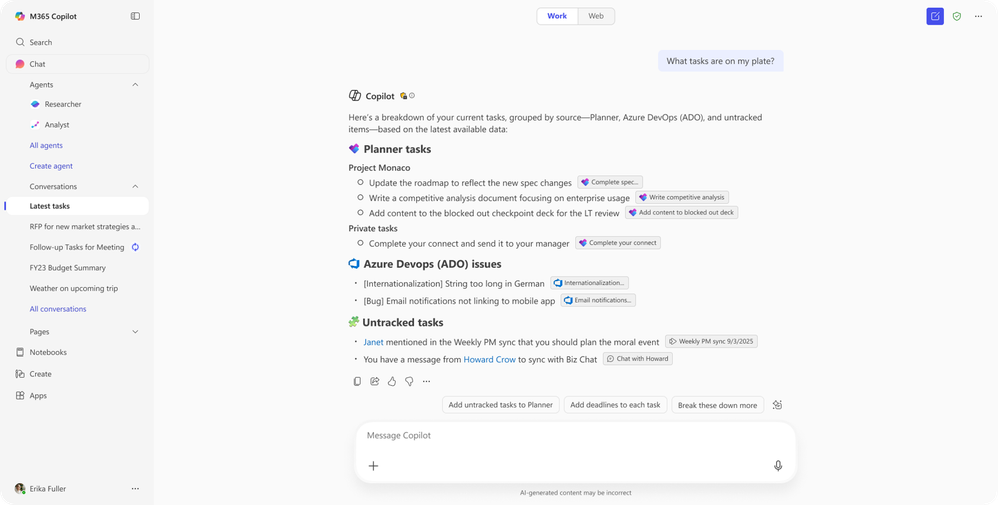 M365 Copilot
Search
Chat
Agents
Researcher
Analyst
All agents
Create agent
Conversations
Latest tasks
RFP for new market strategies a...
Follow-up Tasks for Meeting
FY23 Budget Summary
Weather on upcoming trip
All conversations
Pages
Notebooks
Create
Apps
Erika Fuller
Work Web
What tasks are on my plate?
Copilot
Here's a breakdown of your current tasks, grouped by source—Planner, Azure DevOps (ADO), and untracked
items—based on the latest available data:
Planner tasks
Project Monaco
Update the roadmap to reflect the new spec changes Complete spec...
Write a competitive analysis document focusing on enterprise usage Write competitive analysis
Add content to the blocked out checkpoint deck for the LT review Add content to blocked out deck
Private tasks
Complete your connect and send it to your manager Complete your connect
Azure Devops (ADO) issues
[Internationalization] String too long in German Internationalization...
[Bug] Email notifications not linking to mobile app Email notifications...
Untracked tasks
Janet mentioned in the Weekly PM sync that you should plan the moral event Weekly PM sync 9/3/2025
You have a message from Howard Crow to sync with Biz Chat Chat with Howard
Add untracked tasks to Planner Add deadlines to each task Break these down more
Message Copilot
AI-generated content may be incorrect